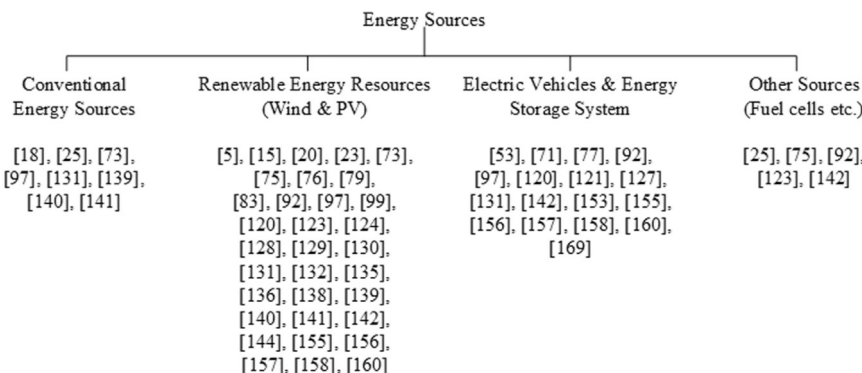 Energy Sources
Conventional
Energy Sources
[18], [25], [73],
[97], [131], [139],
[140], [141]
Renewable Energy Resources
(Wind & PV)
[5], [15], [20], [23], [73],
[75], [76], [79],
[83], [92], [97], [99],
[120], [123], [124],
[128], [129], [130],
[131], [132], [135],
[136], [138], [139],
[140], [141], [142],
[144], [155], [156],
[157], [158], [160]
Electric Vehicles & Energy
Storage System
[53], [71], [77], [92],
[97], [120], [121], [127],
[131], [142], [153], [155],
[156], [157], [158], [160],
[169]
Other Sources
(Fuel cells etc.)
[25], [75], [92],
[123], [142]